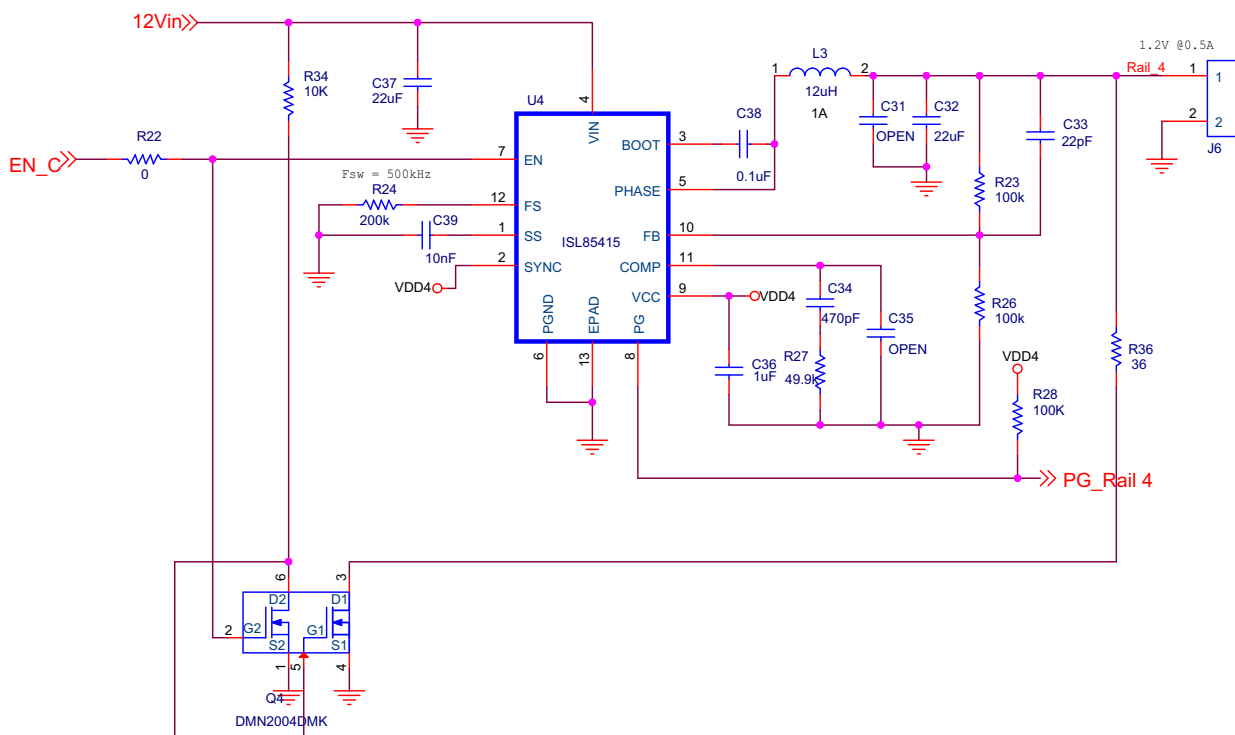 12Vin
1.2V @0.5A
L3
1
2
Rail_4
1
1
12uH
1A
R34
10K
C37
22uF
4
U4
VIN
C38
C31
OPEN
C32
22uF
C33
22pF
2
2
J6
R22
0
EN_C
7
EN
3
BOOT
0.1uF
Fsw = 500kHz
R24
200k
12
FS
5
PHASE
R23
100k
C39
10nF
1
SS
ISL85415
FB
10
2
SYNC
COMP
11
VDD4
VCC
9
VDD4
C34
470pF
R26
100k
PGND
EPAD
PG
C35
OPEN
6
13
8
C36
1uF
R27
49.9k
VDD4
R36
36
R28
100K
PG_Rail 4
6
3
D2
D1
2
G2
G1
S2
S1
1
5
4
Q4
DMN2004DMK